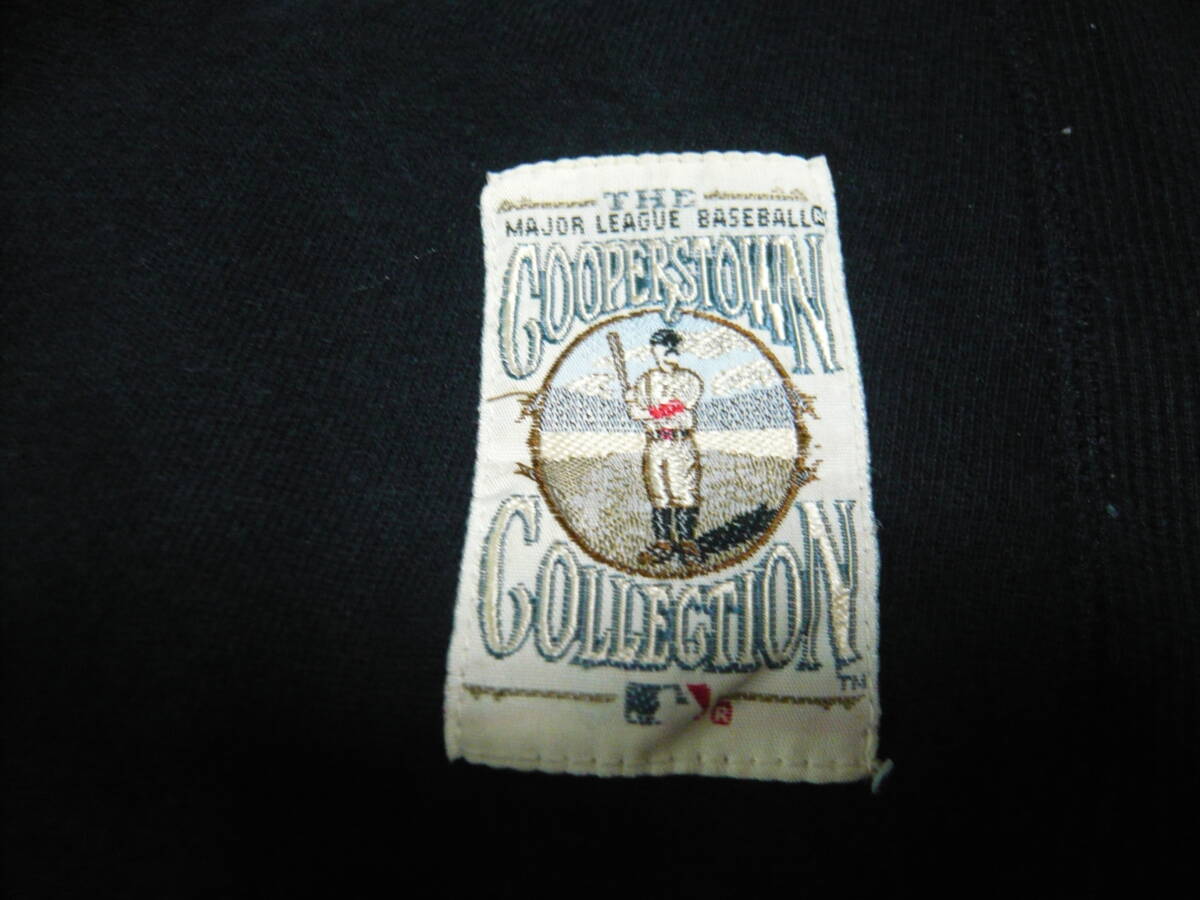 THE
MAJOR LEAGUE BASEBALL®
COOPERSTOWN
COLLECTION
TM
®